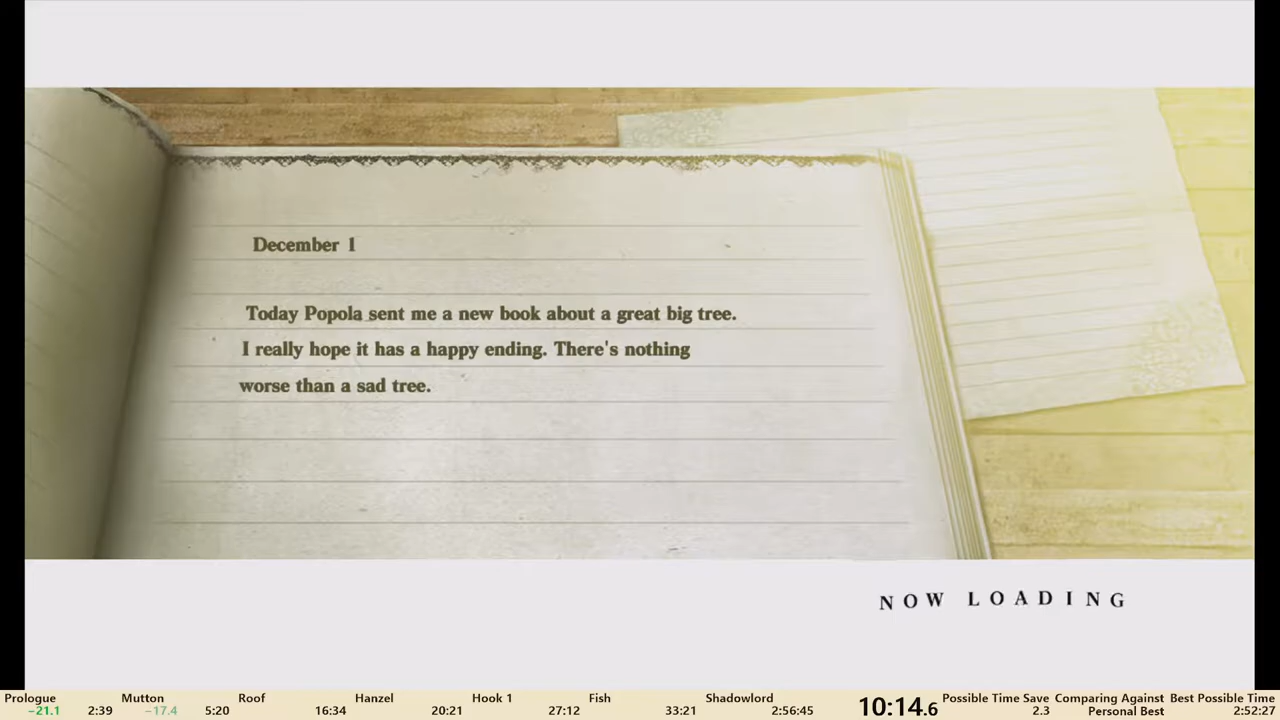 December 1
Today Popola sent me a new book about a great big tree.
I really hope it has a happy ending. There's nothing
worse than a sad tree.
NOW LOADING
Prologue Mutton Roof Hanzel Hook 1 Fish Shadowlord 10:14.6 Possible Time Save Comparing Against Best Possible Time
-21.1 2:39 -17.4 5:20 16:34 20:21 27:12 33:21 2:56:45 2.3 Personal Best 2:52:27